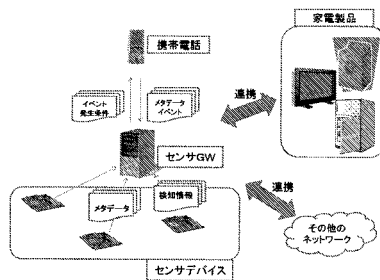 家電製品
携帯電話
イベント
発生条件
メタデータ
イベント
連携
センサGW
メタデータ
検知情報
連携
その他の
ネットワーク
センサデバイス